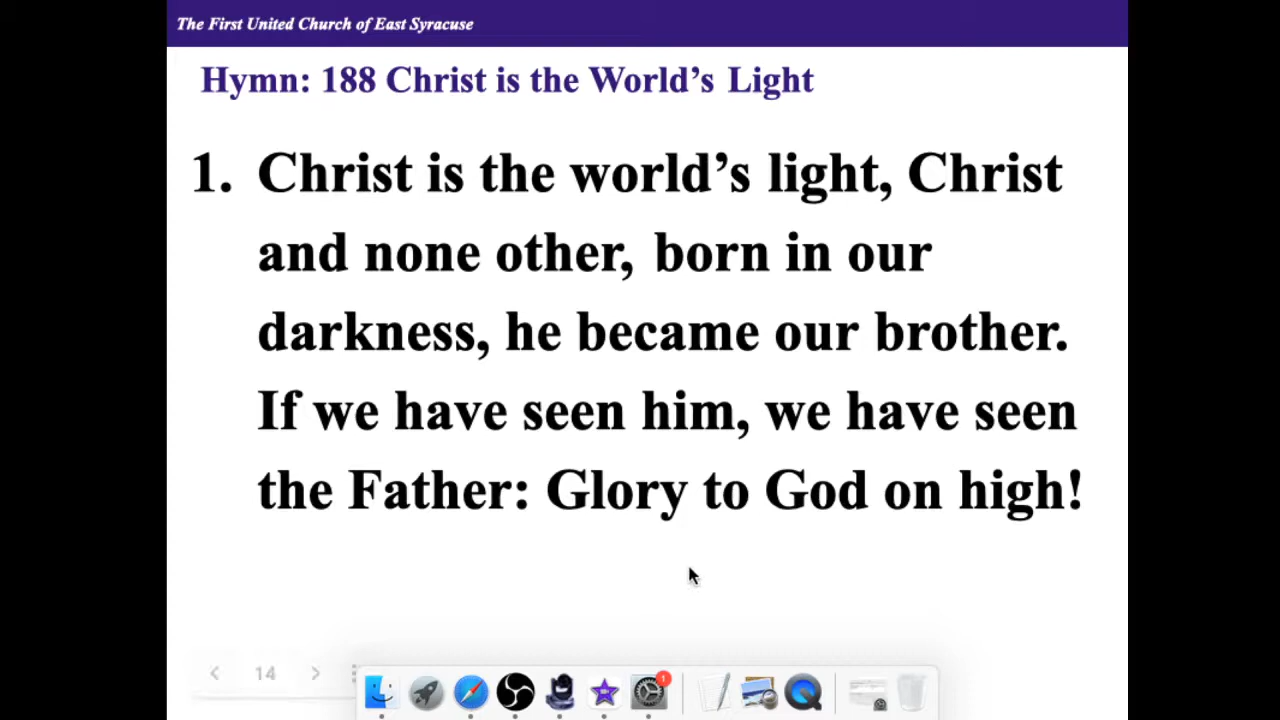 The First United Church of East Syracuse
Hymn: 188 Christ is the World’s Light
1. Christ is the world’s light, Christ
and none other, born in our
darkness, he became our brother.
If we have seen him, we have seen
the Father: Glory to God on high!
14
1